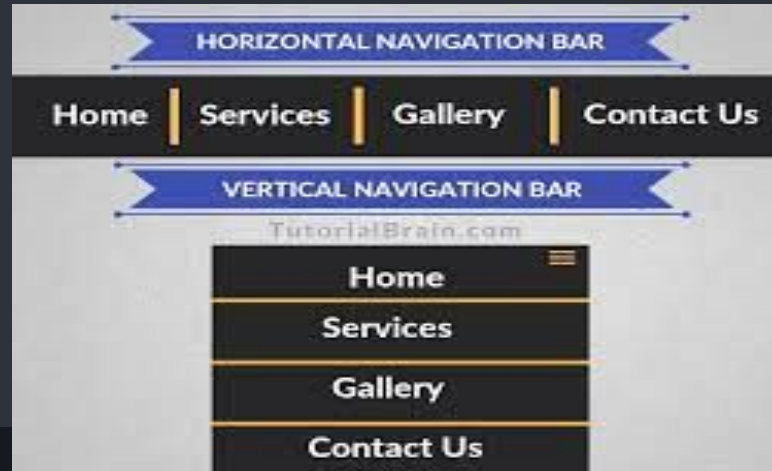 HORIZONTAL NAVIGATION BAR
Home Services Gallery Contact Us
VERTICAL NAVIGATION BAR
TutorialBrain.com
Home
Services
Gallery
Contact Us